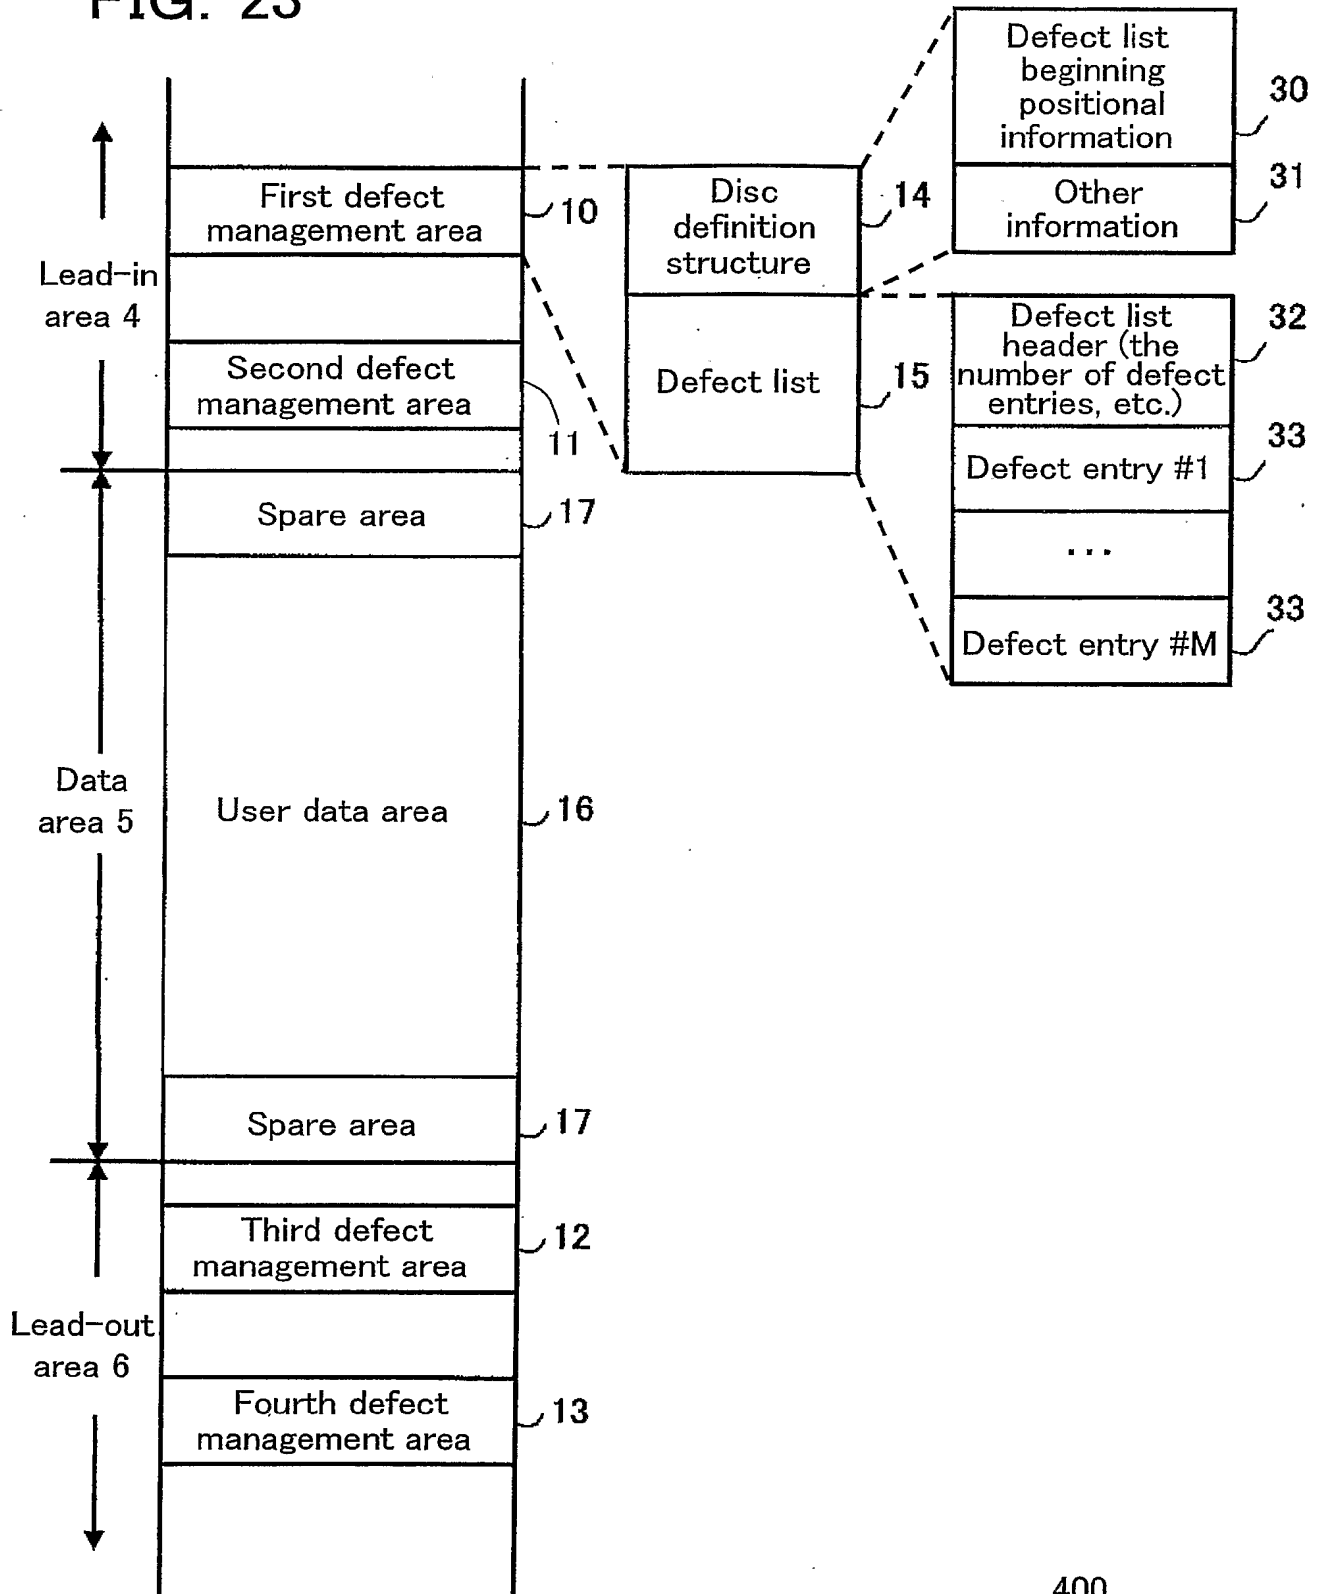 FIG. 23
Defect list
beginning
positional
information
30
Other
information
31
Disc
definition
structure
14
Defect list
15
Defect list
header (the
number of defect
entries, etc.)
32
Defect entry #1
33
...
Defect entry #M
33
Lead-in
area 4
First defect
management area
10
Second defect
management area
11
Data
area 5
Spare area
17
User data area
16
Spare area
17
Lead-out
area 6
Third defect
management area
12
Fourth defect
management area
13
400